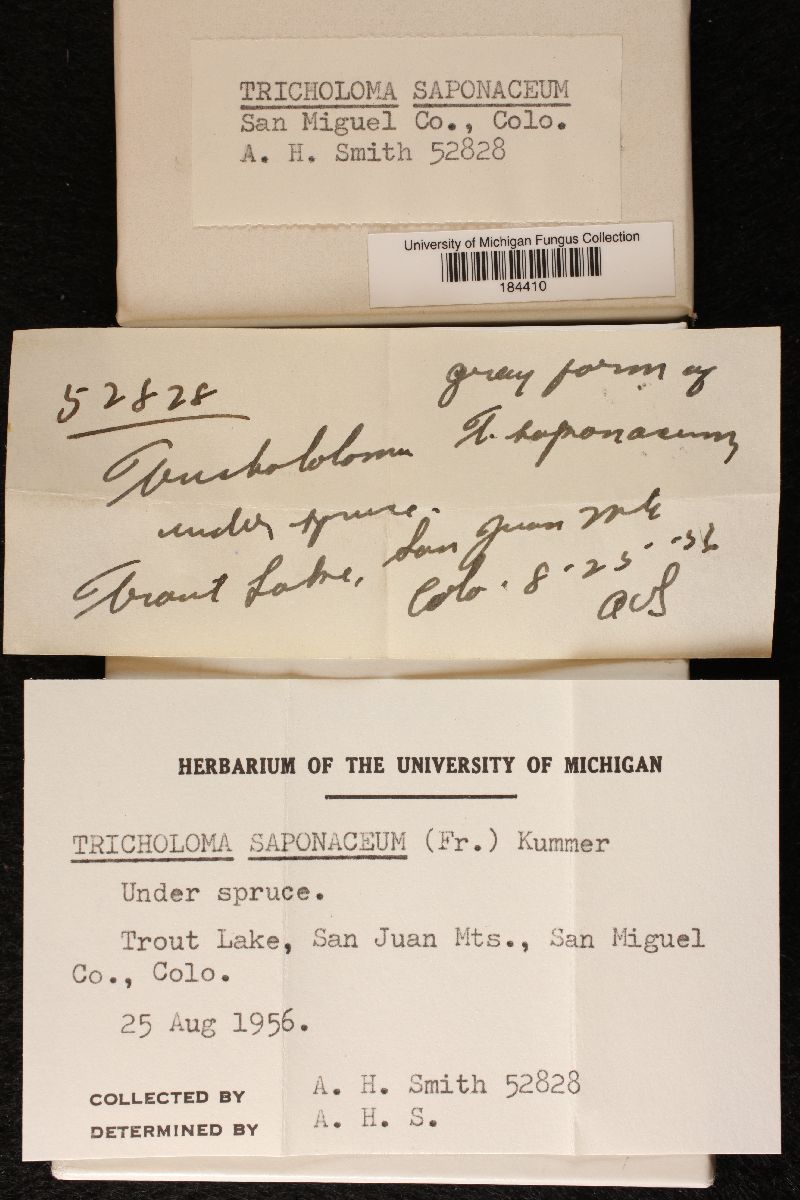 TRICHOLOMA SAPONACEUM
San Miguel Co., Colo.
A. H. Smith 52828
University of Michigan Fungus Collection
184410
52828
gray form of
T. saponaceum
Tricholoma
under spruce.
Trout Lake, San Juan Mts
Colo. 8-25-56
AHS
HERBARIUM OF THE UNIVERSITY OF MICHIGAN
TRICHOLOMA SAPONACEUM (Fr.) Kummer
Under spruce.
Trout Lake, San Juan Mts., San Miguel
Co., Colo.
25 Aug 1956.
COLLECTED BY A. H. Smith 52828
DETERMINED BY A. H. S.